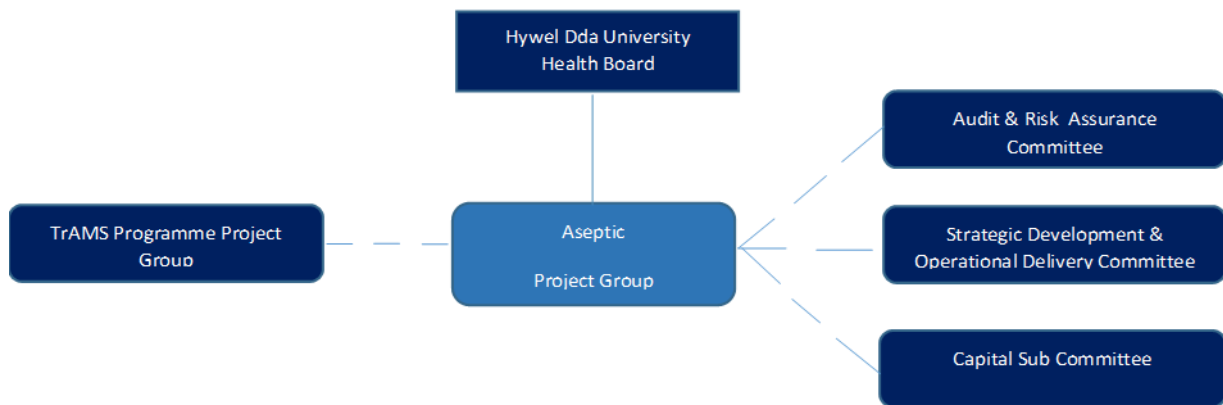 Hywel Dda University
Health Board
Audit & Risk Assurance
Committee
TrAMS Programme Project
Group
Aseptic
Project Group
Strategic Development &
Operational Delivery Committee
Capital Sub Committee